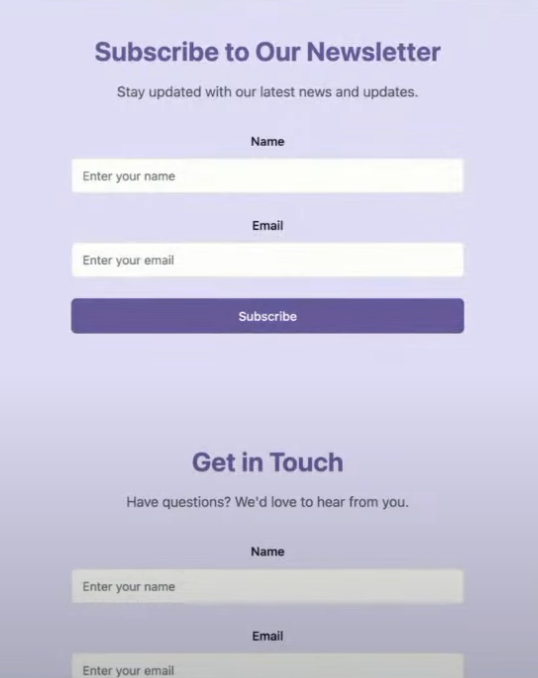 Subscribe to Our Newsletter
Stay updated with our latest news and updates.
Name
Enter your name
Email
Enter your email
Subscribe
Get in Touch
Have questions? We'd love to hear from you.
Name
Enter your name
Email
Enter your email